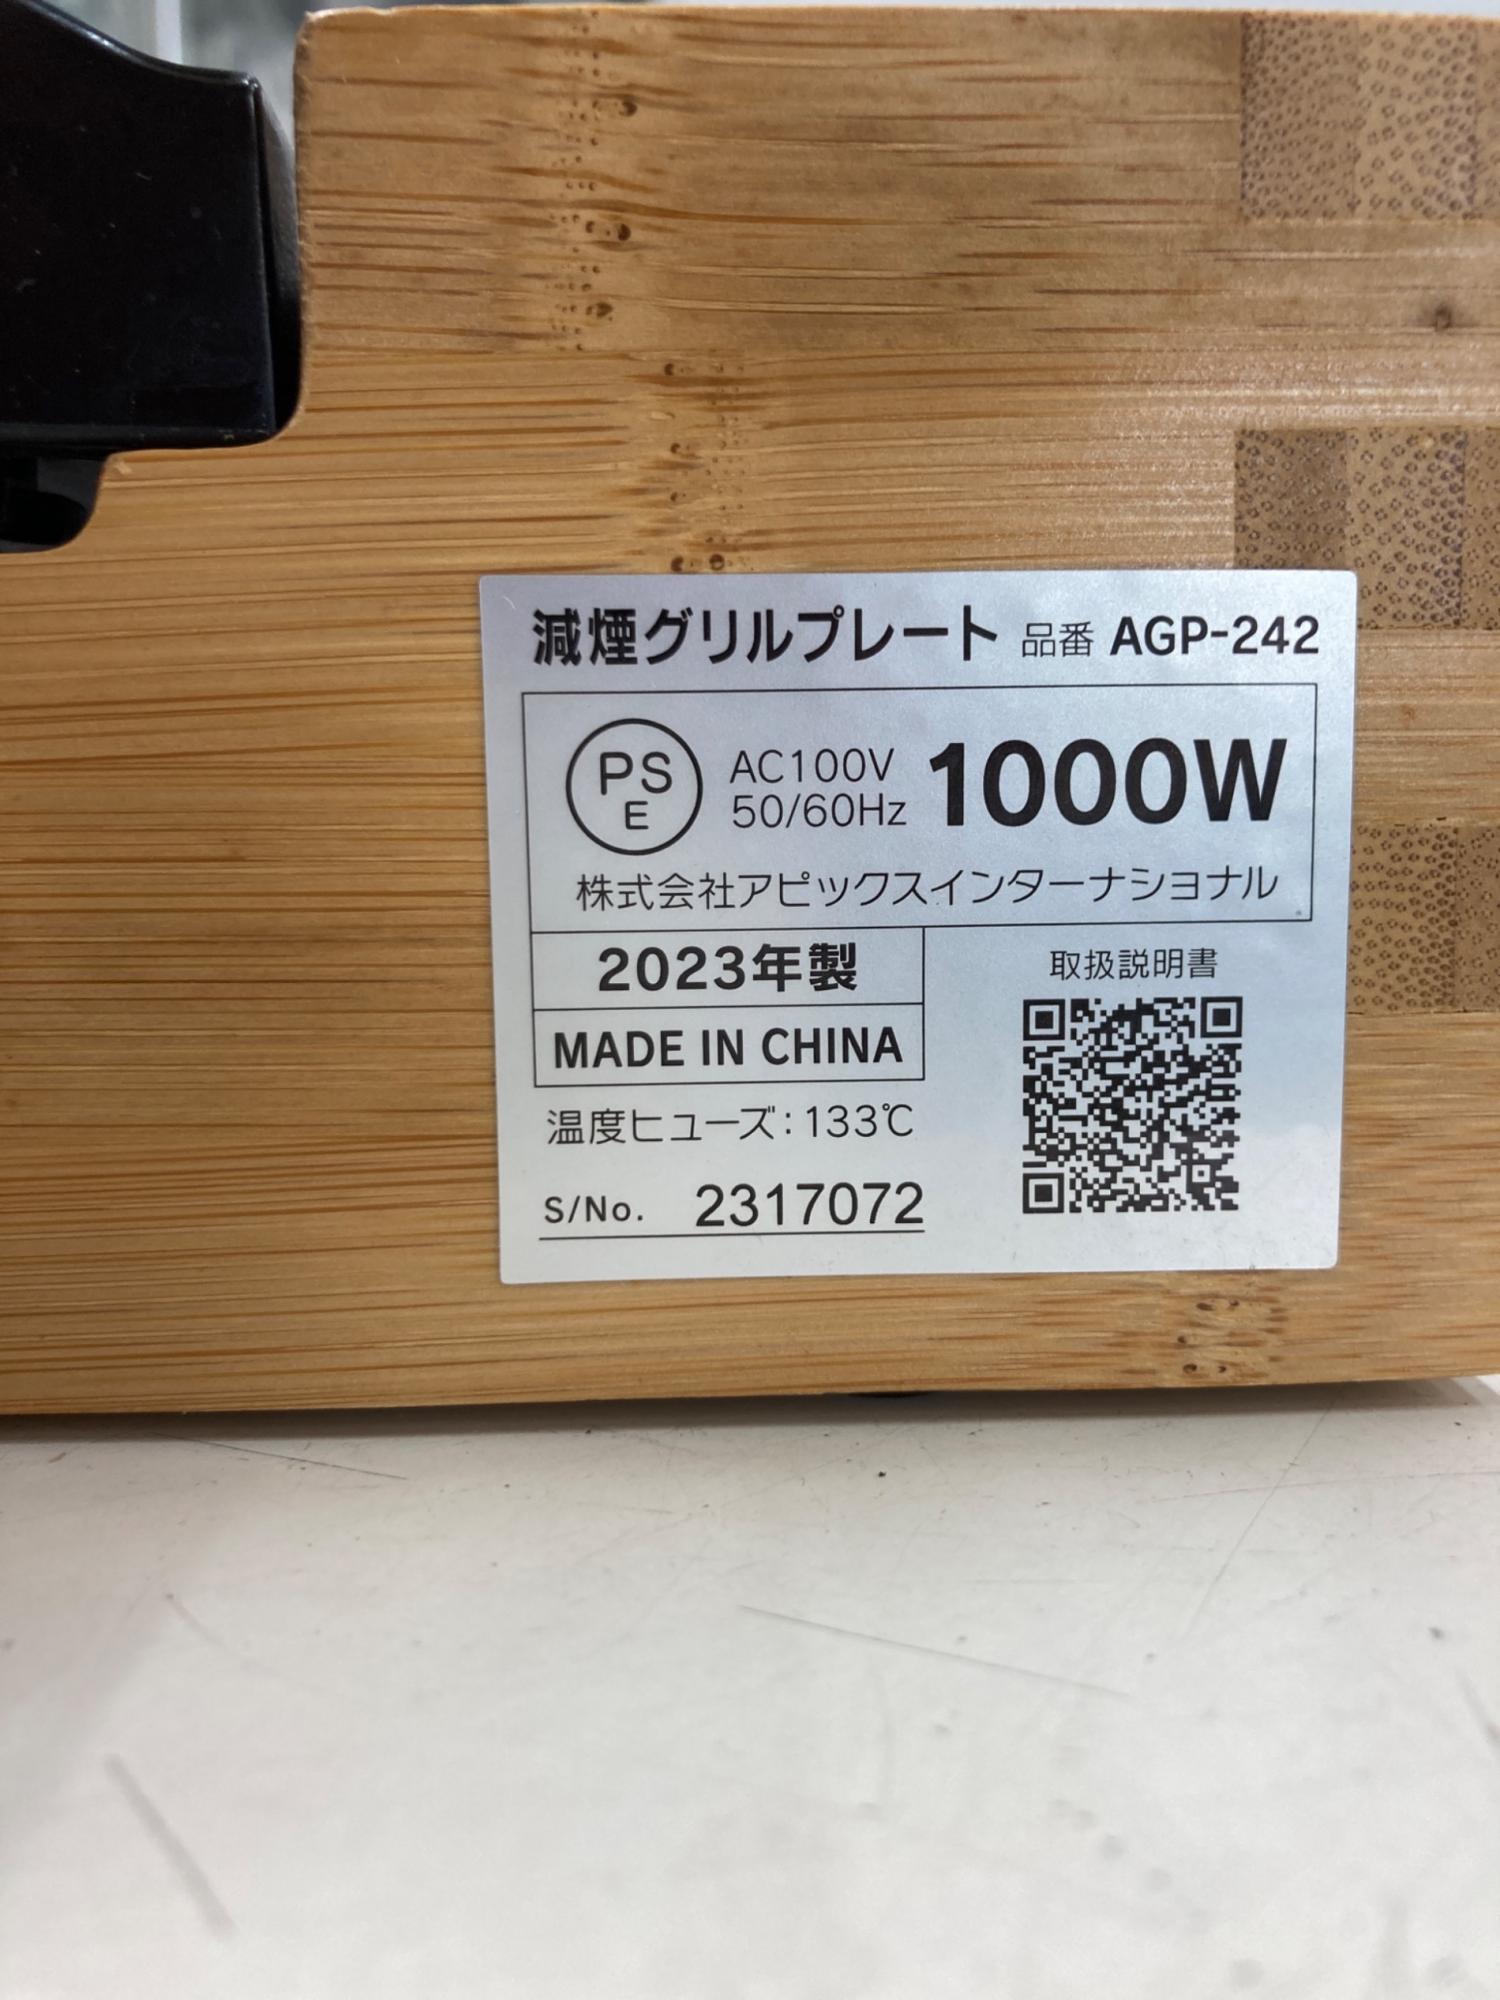 減煙グリルプレート 品番 AGP-242
PSE
AC100V
50/60Hz
1000W
株式会社アピックスインターナショナル
2023年製
MADE IN CHINA
温度ヒューズ:133℃
S/No. 2317072
取扱説明書